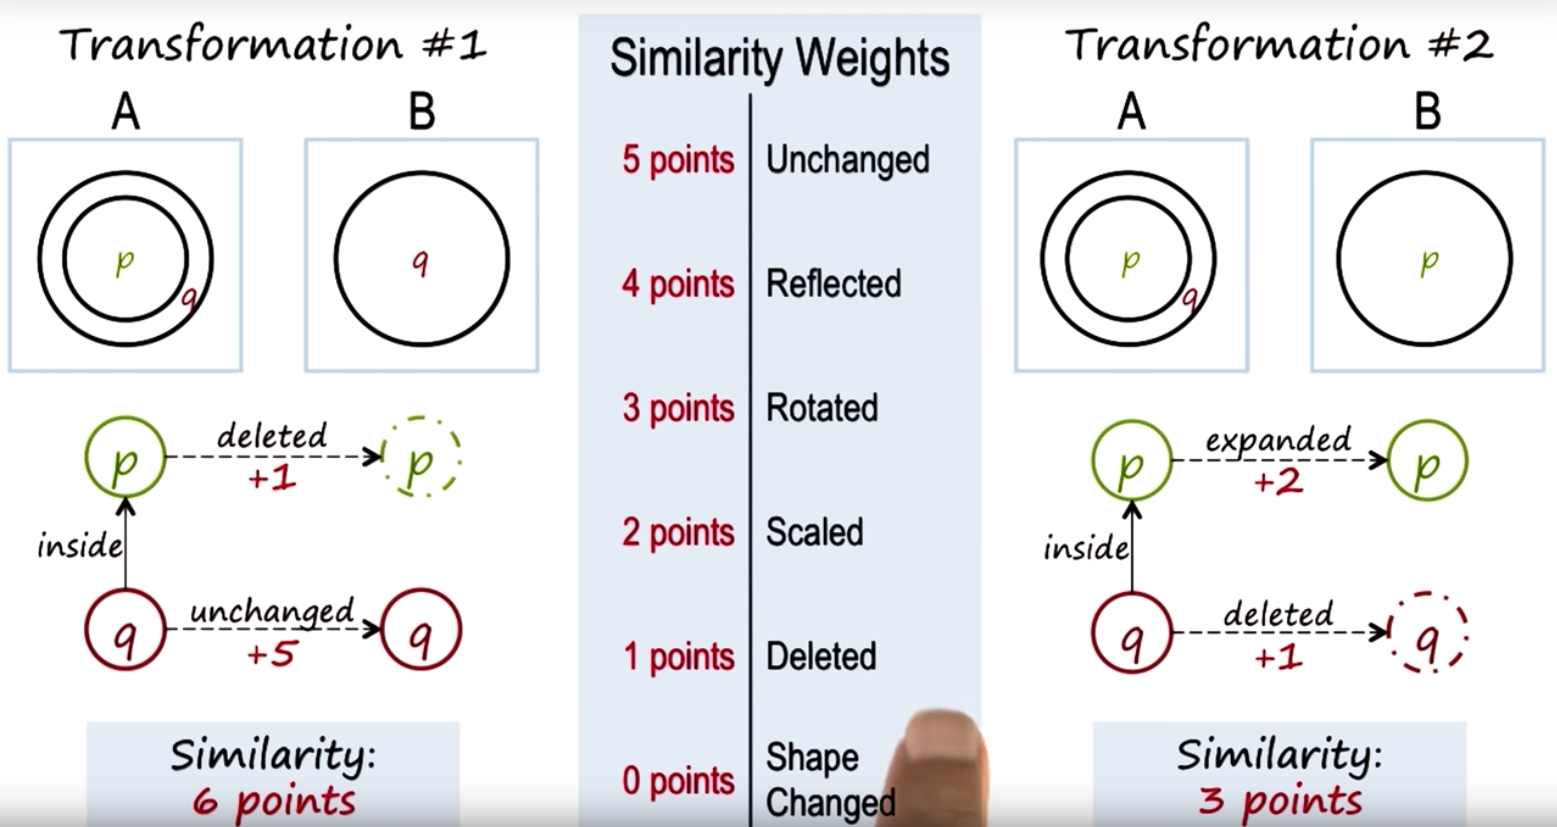 Transformation #1
A B
p
q
q
deleted
p p
+1
inside
unchanged
q q
+5
Similarity:
6 points
Similarity Weights
5 points Unchanged
4 points Reflected
3 points Rotated
2 points Scaled
1 points Deleted
0 points Shape Changed
Transformation #2
A B
p
q
p
expanded
p p
+2
inside
deleted
q q
+1
Similarity:
3 points